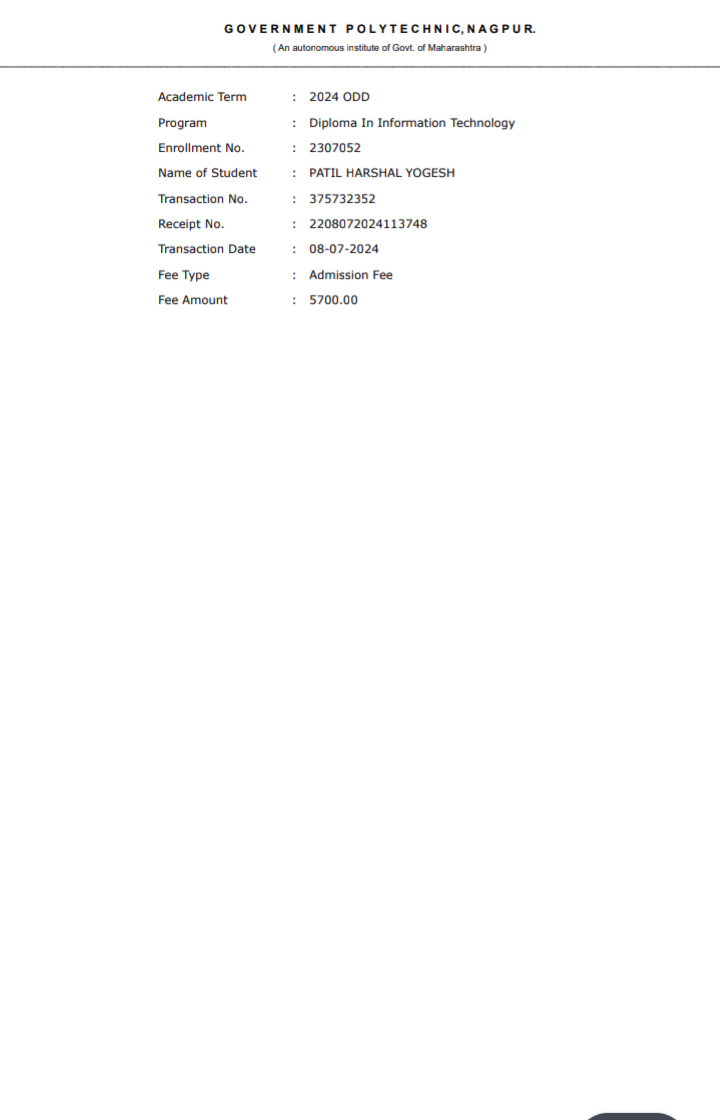 GOVERNMENT POLYTECHNIC, NAGPUR.
( An autonomous institute of Govt. of Maharashtra )
Academic Term : 2024 ODD
Program : Diploma In Information Technology
Enrollment No. : 2307052
Name of Student : PATIL HARSHAL YOGESH
Transaction No. : 375732352
Receipt No. : 2208072024113748
Transaction Date : 08-07-2024
Fee Type : Admission Fee
Fee Amount : 5700.00